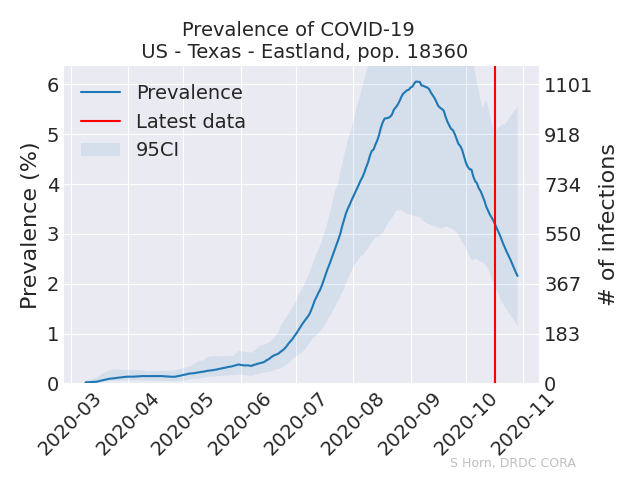 Prevalence of COVID-19
US - Texas - Eastland, pop. 18360
Prevalence
Latest data
95CI
Prevalence (%)
6
5
4
3
2
1
0
1101
918
734
550
367
183
0
# of infections
2020-03
2020-04
2020-05
2020-06
2020-07
2020-08
2020-09
2020-10
2020-11
S Horn, DRDC CORA